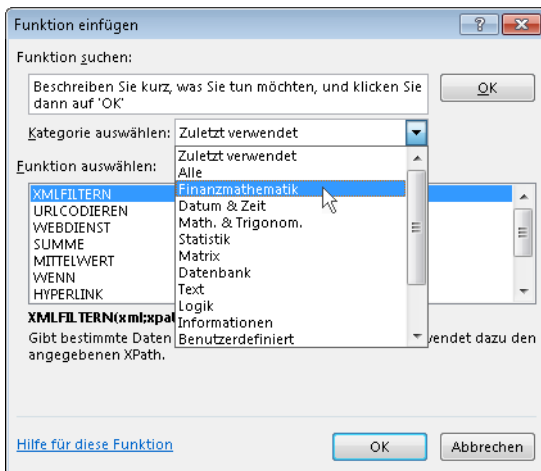 Funktion einfügen
Funktion suchen:
Beschreiben Sie kurz, was Sie tun möchten, und klicken Sie
dann auf 'OK'
OK
Kategorie auswählen: Zuletzt verwendet
Zuletzt verwendet
Alle
Finanzmathematik
Datum & Zeit
Math. & Trigonom.
Statistik
Matrix
Datenbank
Text
Logik
Informationen
Benutzerdefiniert
Funktion auswählen:
XMLFILTERN
URLCODIEREN
WEBDIENST
SUMME
MITTELWERT
WENN
HYPERLINK
XMLFILTERN(xml;xpa
Gibt bestimmte Daten
wendet dazu den
angegebenen XPath.
Hilfe für diese Funktion
OK
Abbrechen